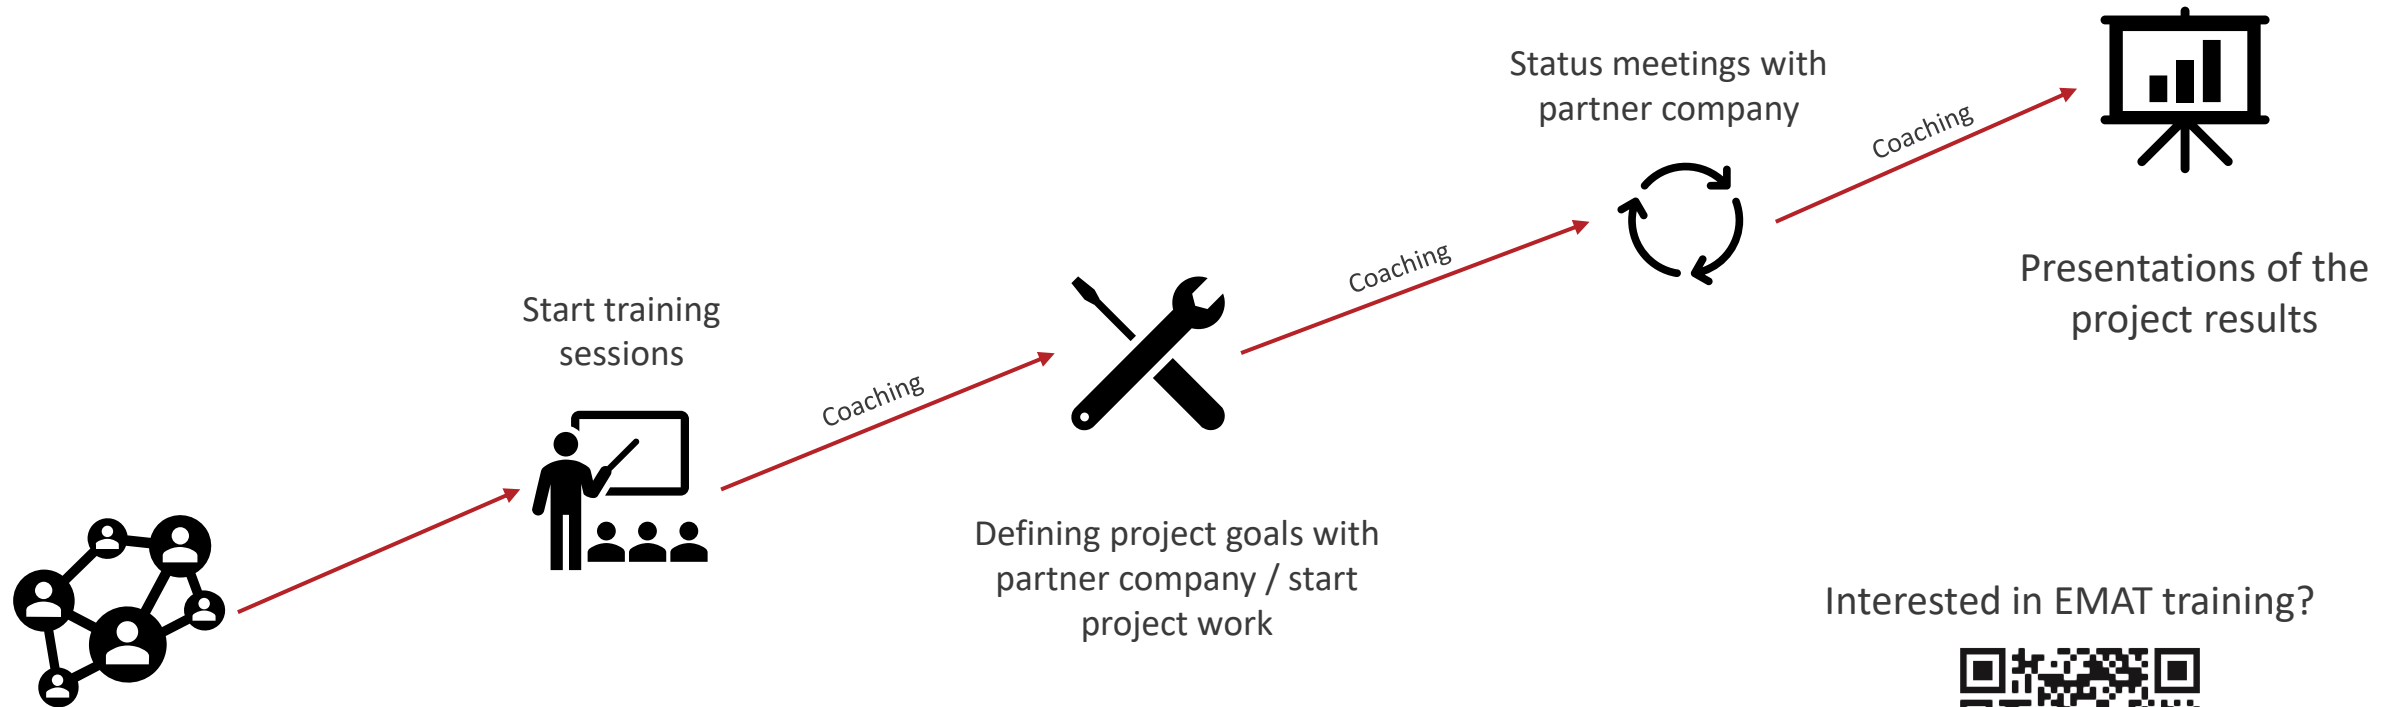 Start training
sessions
Coaching
Defining project goals with
partner company / start
project work
Coaching
Status meetings with
partner company
Coaching
Presentations of the
project results
Interested in EMAT training?